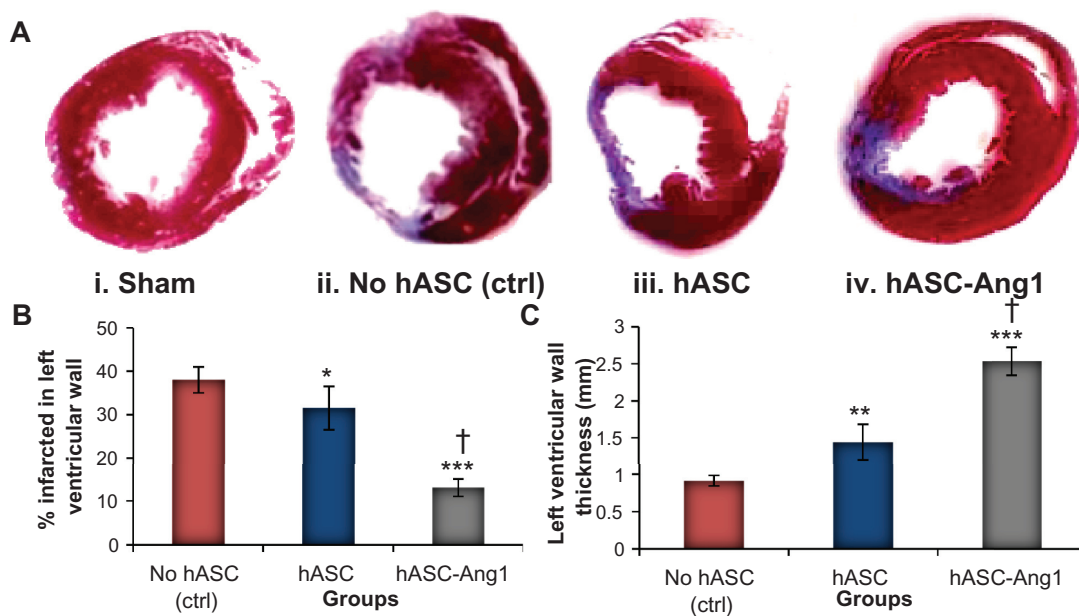 A
i. Sham
ii. No hASC (ctrl)
iii. hASC
iv. hASC-Ang1
B
% infarcted in left
ventricular wall
50
40
30
20
10
0
*
†
***
No hASC
(ctrl)
hASC
hASC-Ang1
Groups
C
Left ventricular wall
thickness (mm)
3
2.5
2
1.5
1
0.5
0
**
†
***
No hASC
(ctrl)
hASC
hASC-Ang1
Groups